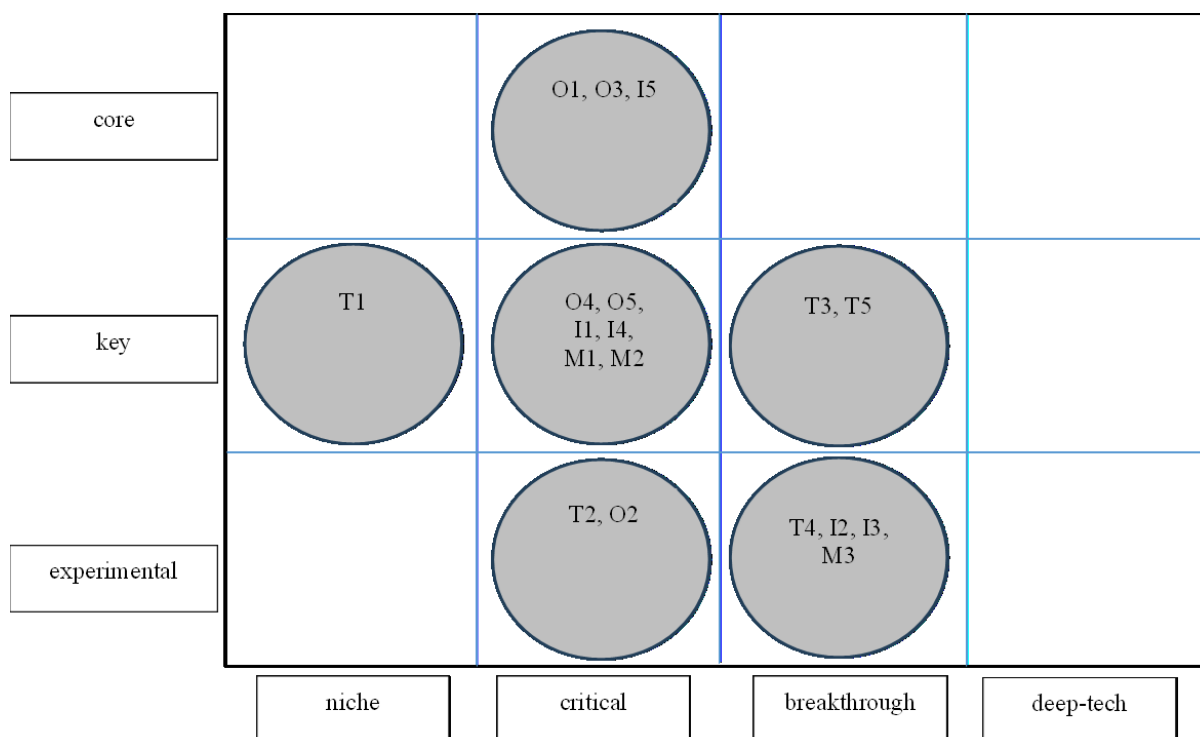 core
O1, O3, I5
key
T1
O4, O5,
I1, I4,
M1, M2
T3, T5
experimental
T2, O2
T4, I2, I3,
M3
niche
critical
breakthrough
deep-tech